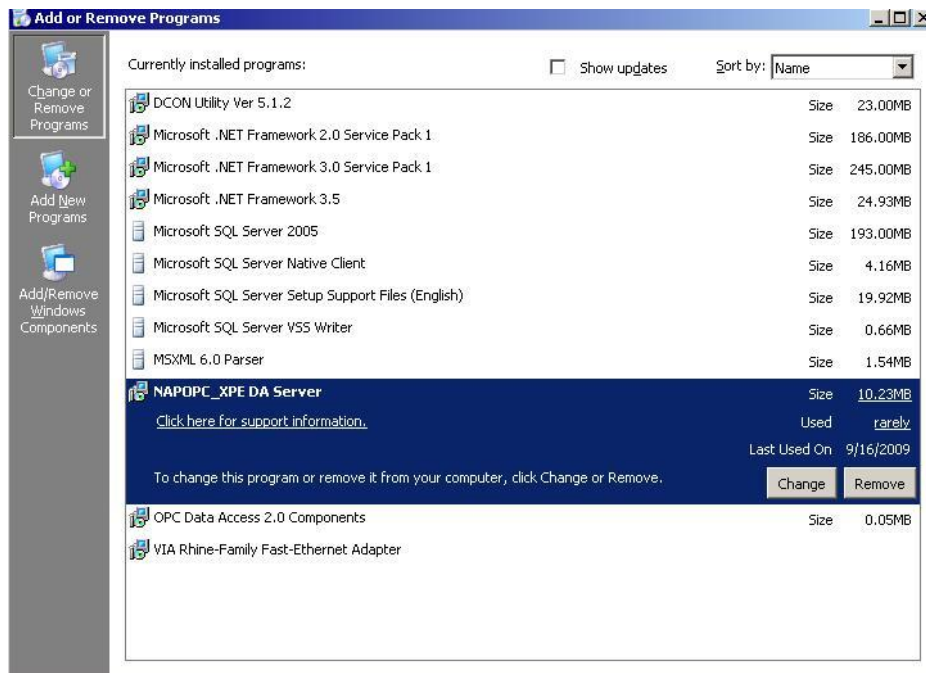 Add or Remove Programs
Change or
Remove
Programs
Add New
Programs
Add/Remove
Windows
Components
Currently installed programs:
Show updates
Sort by: Name
DCON Utility Ver 5.1.2 Size 23.00MB
Microsoft .NET Framework 2.0 Service Pack 1 Size 186.00MB
Microsoft .NET Framework 3.0 Service Pack 1 Size 245.00MB
Microsoft .NET Framework 3.5 Size 24.93MB
Microsoft SQL Server 2005 Size 193.00MB
Microsoft SQL Server Native Client Size 4.16MB
Microsoft SQL Server Setup Support Files (English) Size 19.92MB
Microsoft SQL Server VSS Writer Size 0.66MB
MSXML 6.0 Parser Size 1.54MB
NAPOPC_XPE DA Server Size 10.23MB
Click here for support information. Used rarely
Last Used On 9/16/2009
To change this program or remove it from your computer, click Change or Remove. Change Remove
OPC Data Access 2.0 Components Size 0.05MB
VIA Rhine-Family Fast-Ethernet Adapter